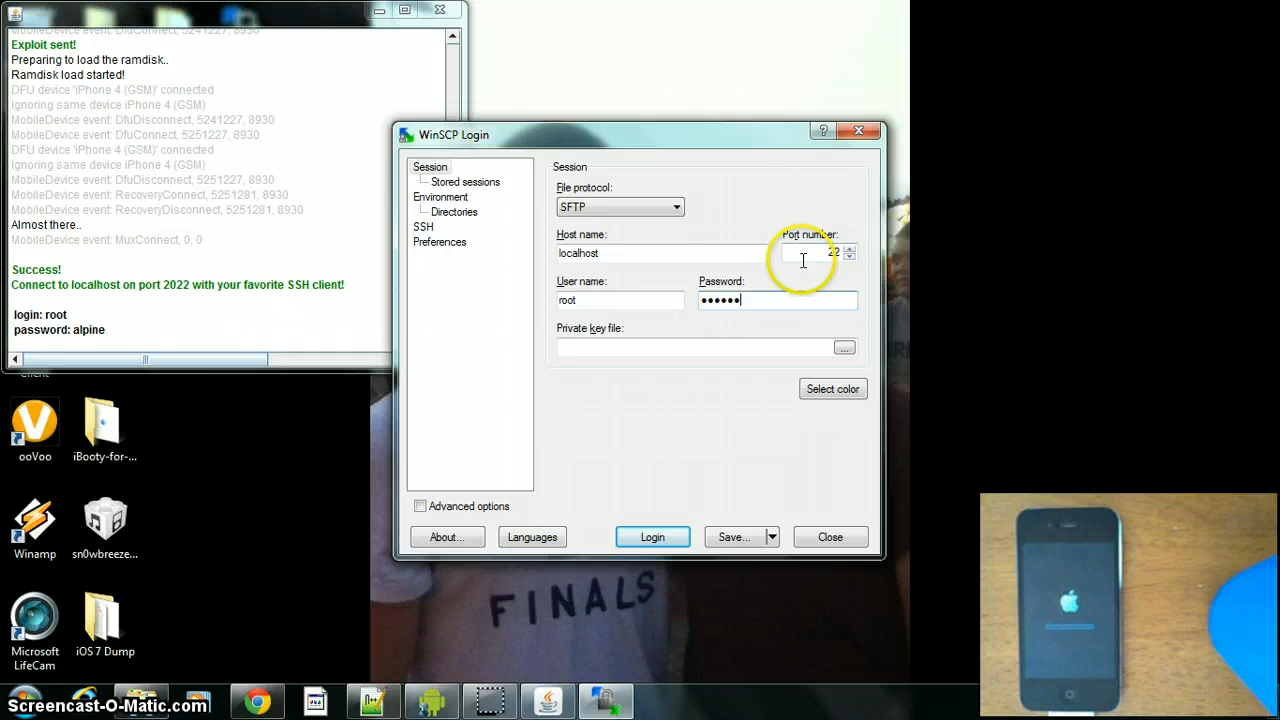 MobileDevice event: DfuConnect, 5241227, 8930
Exploit sent!
Preparing to load the ramdisk..
Ramdisk load started!
DFU device 'iPhone 4 (GSM)' connected
Ignoring same device iPhone 4 (GSM)
MobileDevice event: DfuDisconnect, 5241227, 8930
MobileDevice event: DfuConnect, 5251227, 8930
DFU device 'iPhone 4 (GSM)' connected
Ignoring same device iPhone 4 (GSM)
MobileDevice event: DfuDisconnect, 5251227, 8930
MobileDevice event: RecoveryConnect, 5251281, 8930
MobileDevice event: RecoveryDisconnect, 5251281, 8930
Almost there..
MobileDevice event: MuxConnect, 0, 0
Success!
Connect to localhost on port 2022 with your favorite SSH client!
login: root
password: alpine
WinSCP Login
Session
Stored sessions
Environment
Directories
SSH
Preferences
Session
File protocol:
SFTP
Host name:
Port number:
localhost
22
User name:
Password:
root
Private key file:
...
Select color
Advanced options
About...
Languages
Login
Save...
Close
Client
ooVoo
iBooty-for-...
Winamp
sn0wbreeze...
Microsoft
LifeCam
iOS 7 Dump
FINALS
Screencast-O-Matic.com